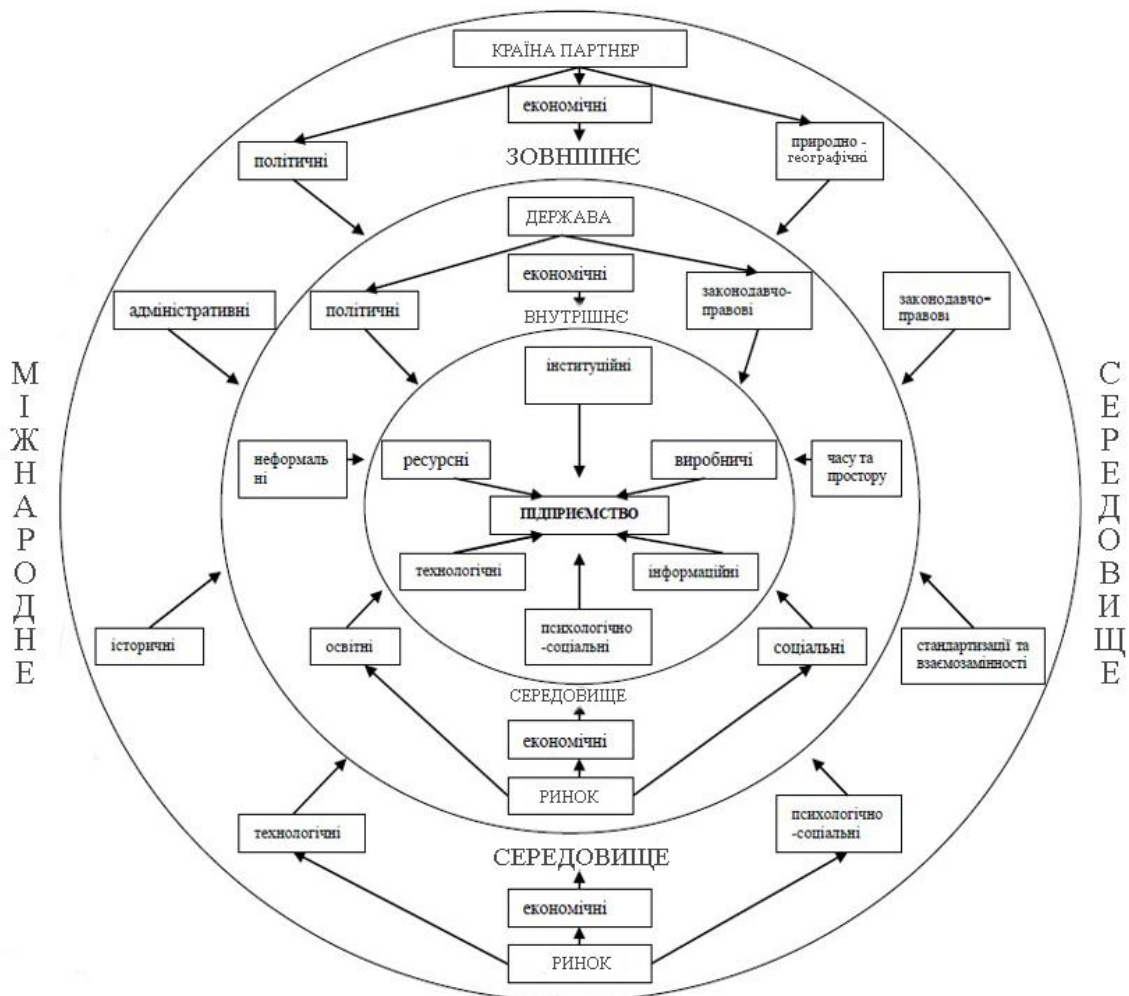 КРАЇНА ПАРТНЕР
економічні
політичні
природно -
географічні
ЗОВНІШНЄ
ДЕРЖАВА
економічні
адміністративні
політичні
законодавчо-
правові
законодавчо-
правові
ВНУТРІШНЄ
інституційні
МІЖНАРОДНЕ
СЕРЕДОВИЩЕ
неформаль
ні
ресурсні
виробничі
часу та
простору
ПІДПРИЄМСТВО
технологічні
інформаційні
історичні
освітні
психологічно
-соціальні
соціальні
стандартизації та
взаємозамінності
СЕРЕДОВИЩЕ
економічні
РИНОК
технологічні
психологічно
-соціальні
СЕРЕДОВИЩЕ
економічні
РИНОК